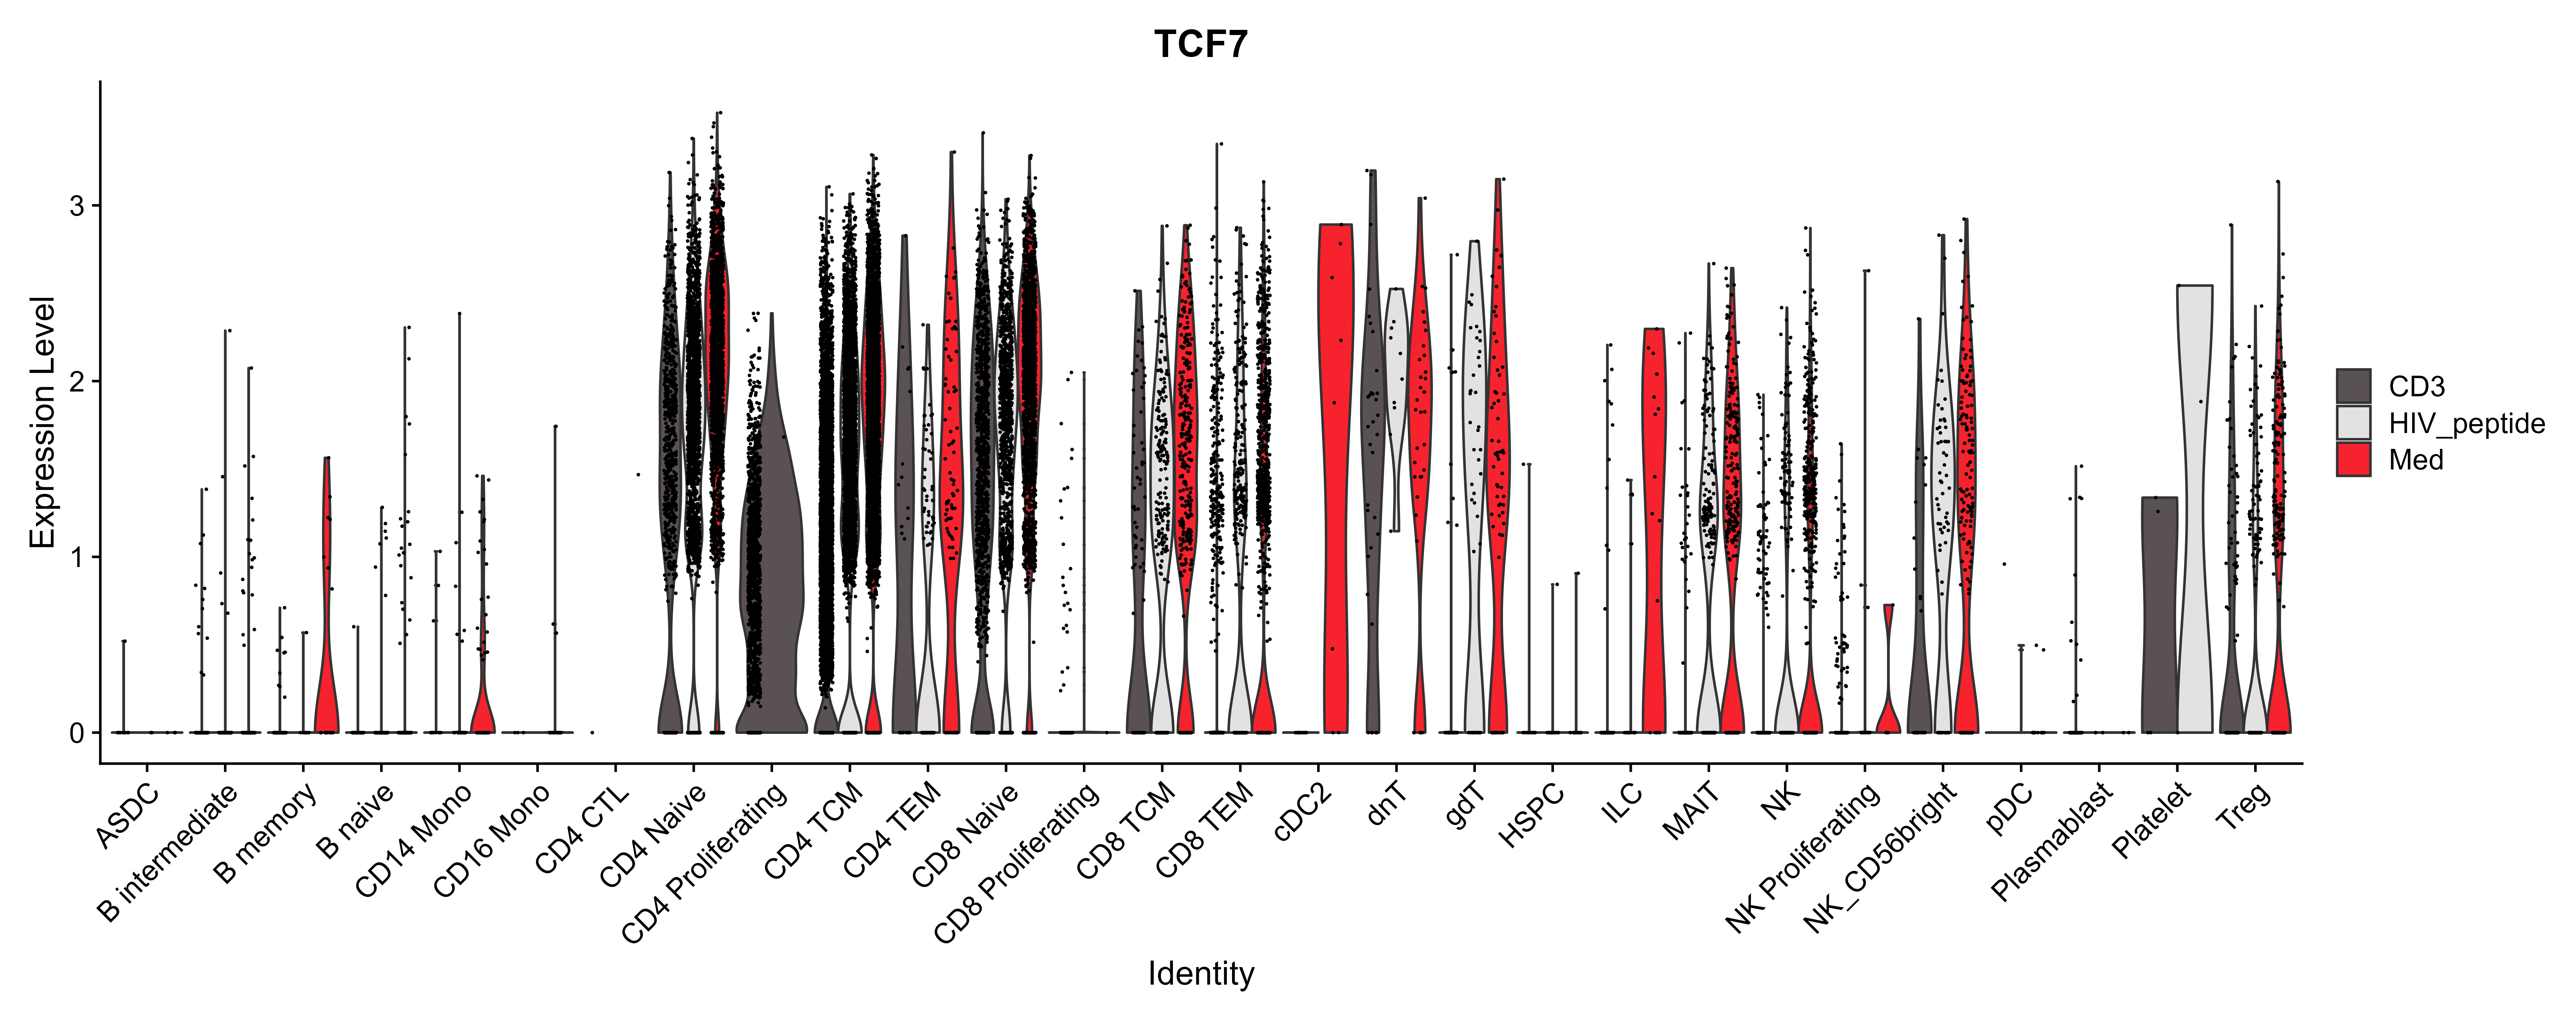 TCF7
Expression Level
3
2
1
0
ASDC
B intermediate
B memory
B naive
CD14 Mono
CD16 Mono
CD4 CTL
CD4 Naive
CD4 Proliferating
CD4 TCM
CD4 TEM
CD8 Naive
CD8 Proliferating
CD8 TCM
CD8 TEM
cDC2
dnT
gdT
HSPC
ILC
MAIT
NK
NK Proliferating
NK_CD56bright
pDC
Plasmablast
Platelet
Treg
Identity
CD3
HIV_peptide
Med